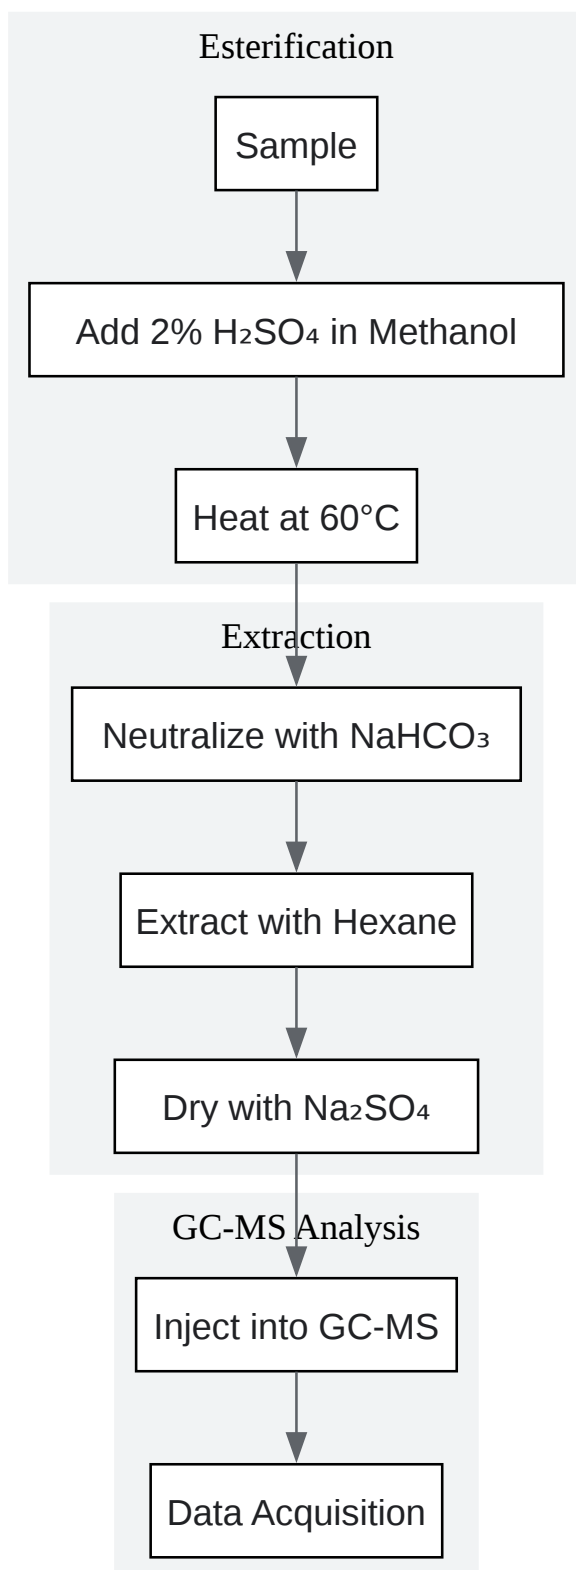 Esterification
Sample
Add 2% H₂SO₄ in Methanol
Heat at 60°C
Extraction
Neutralize with NaHCO₃
Extract with Hexane
Dry with Na₂SO₄
GC-MS Analysis
Inject into GC-MS
Data Acquisition